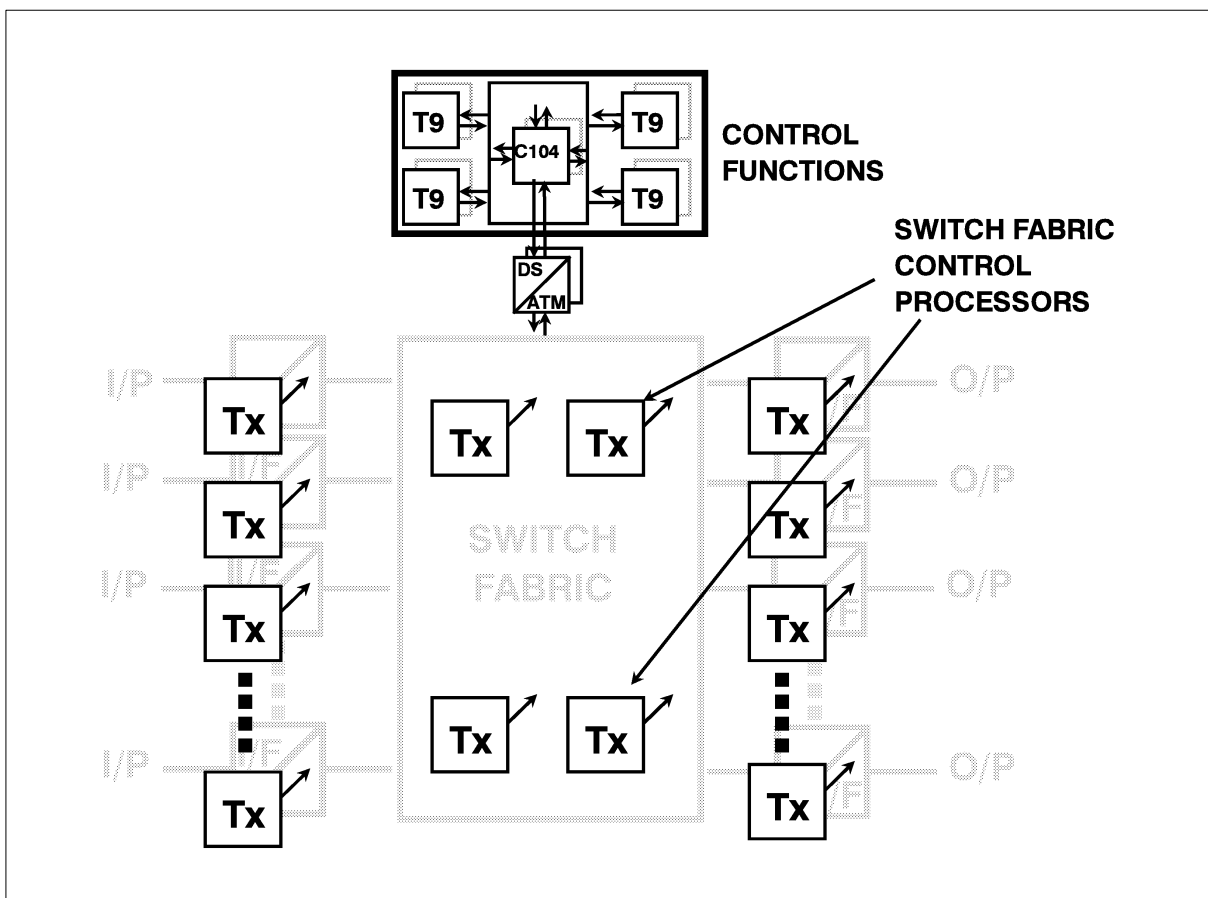 T9
T9
C104
T9
T9
CONTROL
FUNCTIONS
DS
ATM
SWITCH FABRIC
CONTROL
PROCESSORS
I/P
Tx
Tx
Tx
Tx
O/P
I/P
I/F
Tx
Tx
/F
O/P
SWITCH
FABRIC
I/P
I/F
Tx
Tx
/F
O/P
I/P
I/F
Tx
Tx
Tx
Tx
/F
O/P
F